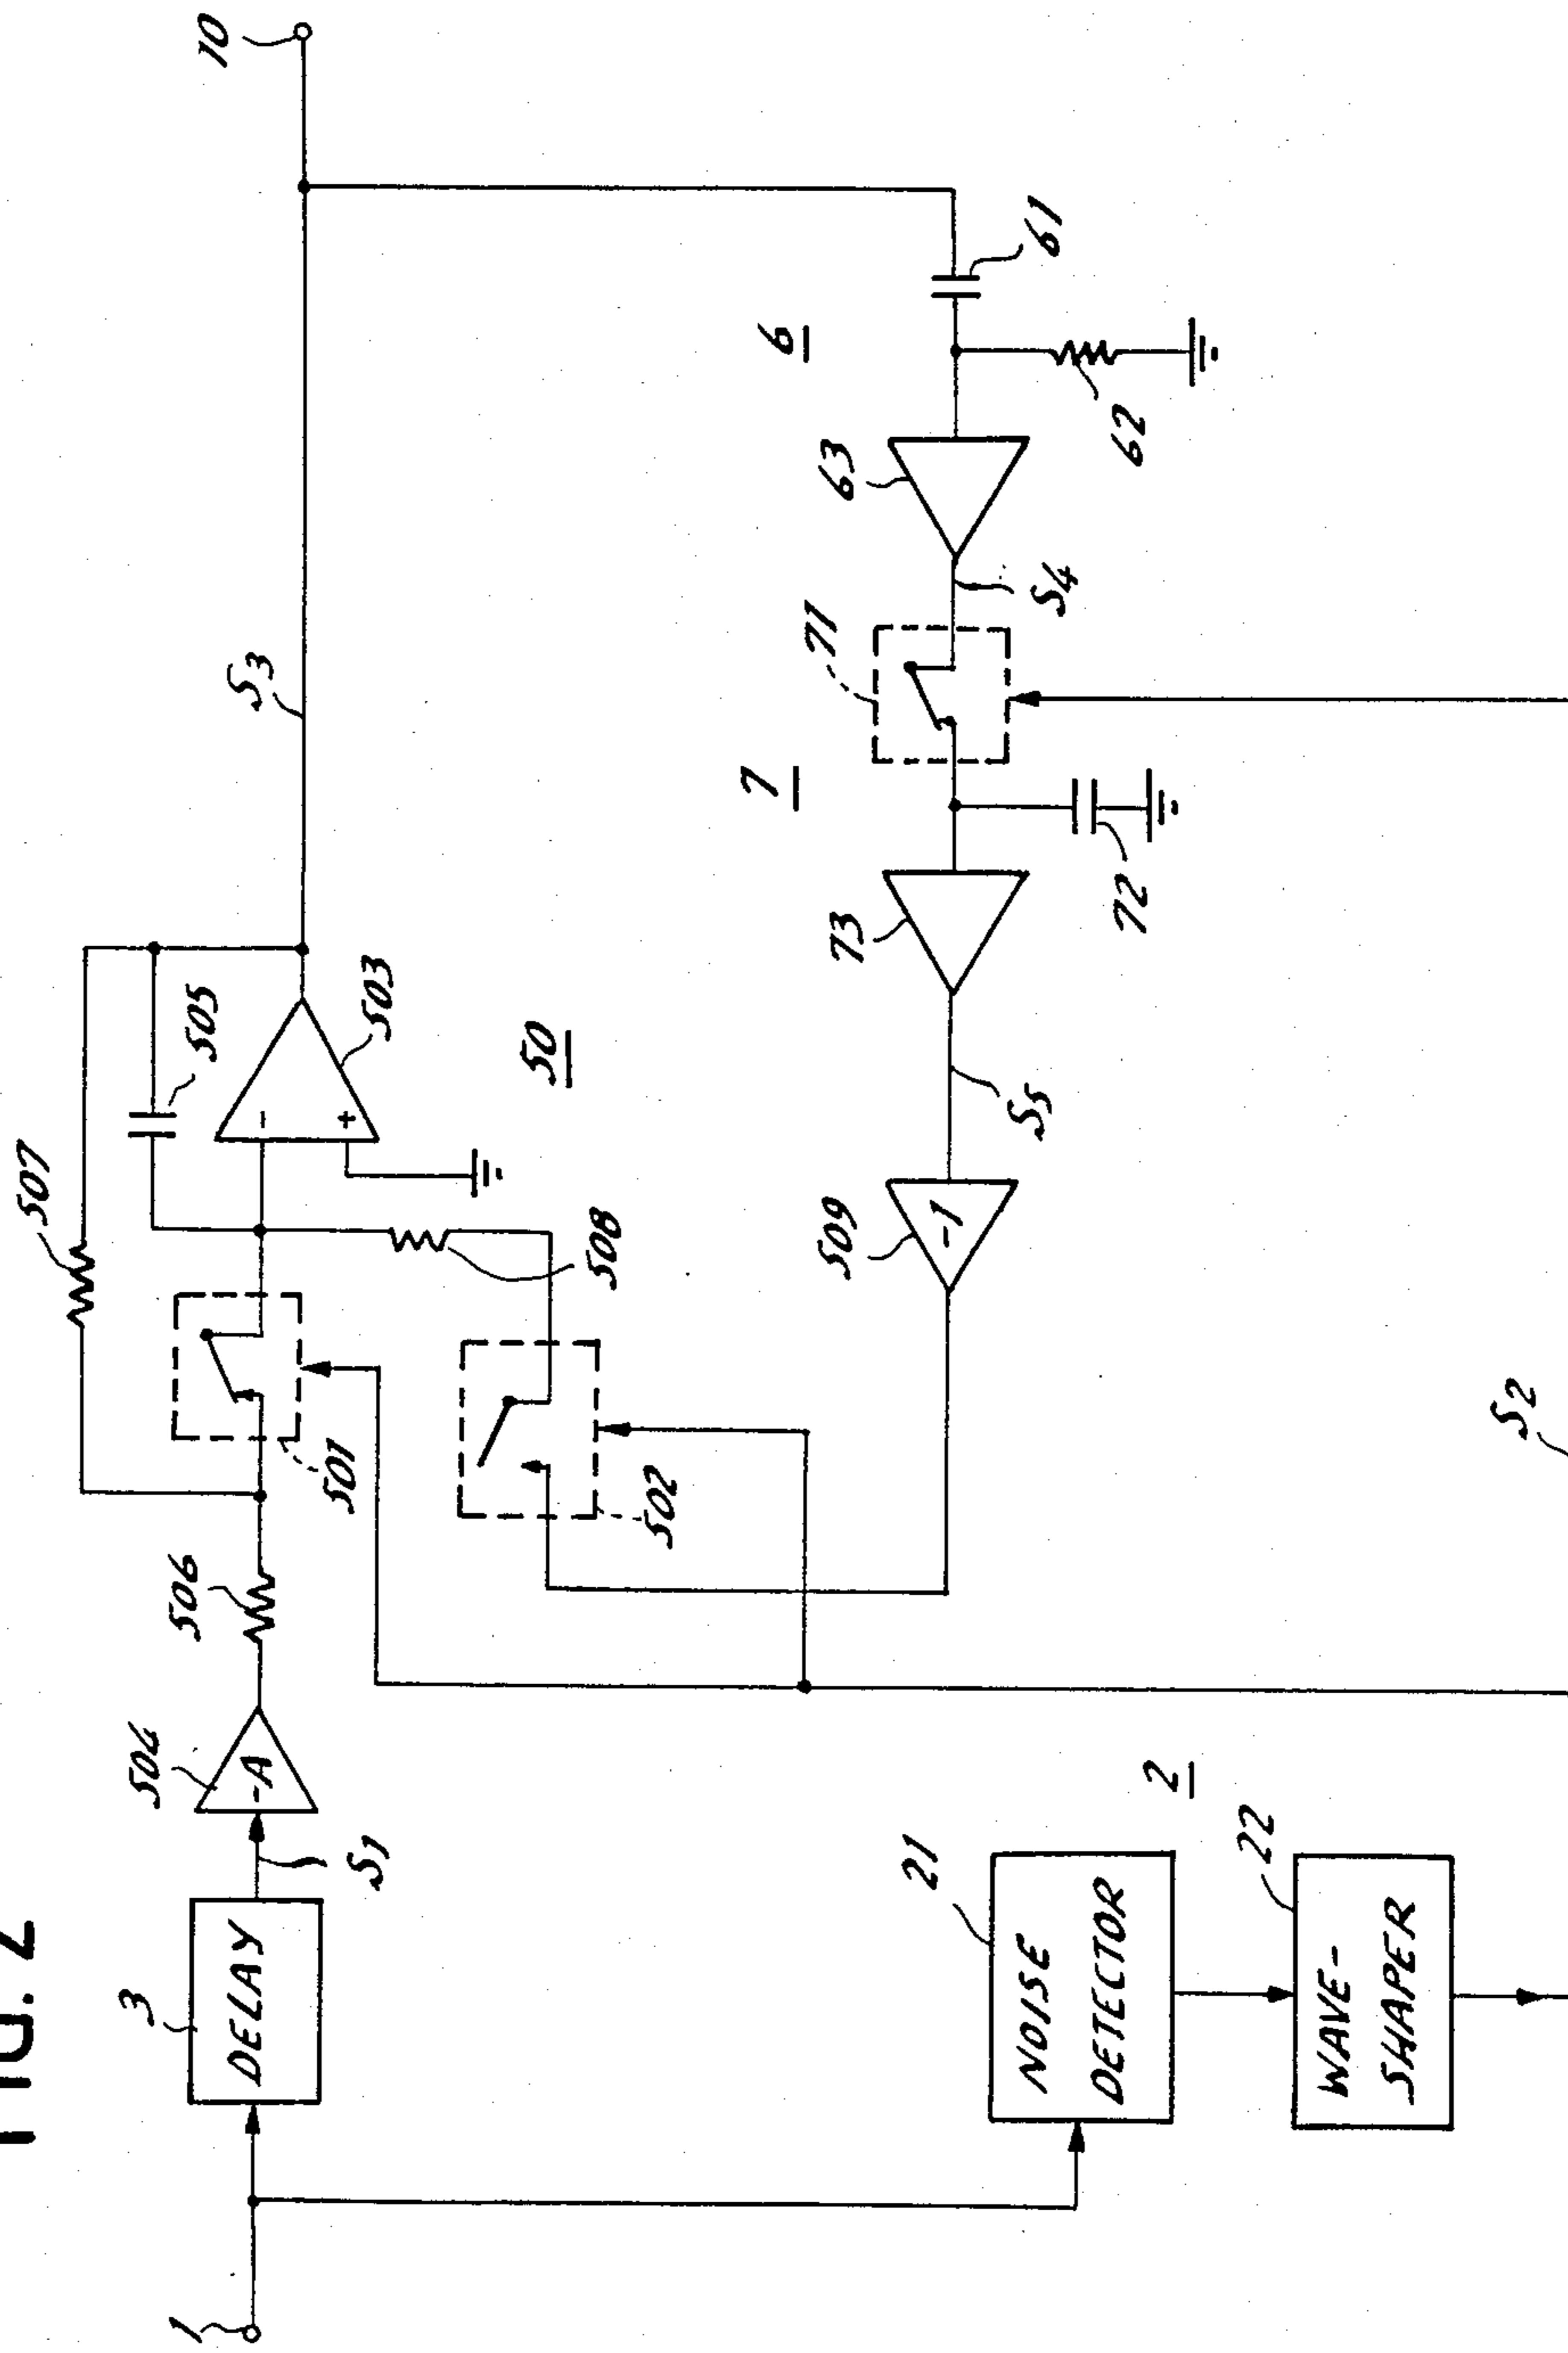 FIG. 2
1
3
DELAY
S1
504
-A
506
501
507
505
-
+
503
S3
10
508
502
50
509
-1
S5
73
7
72
71
S4
63
6
62
61
21
NOISE
DETECTOR
2
22
WAVE-
SHAPER
S2